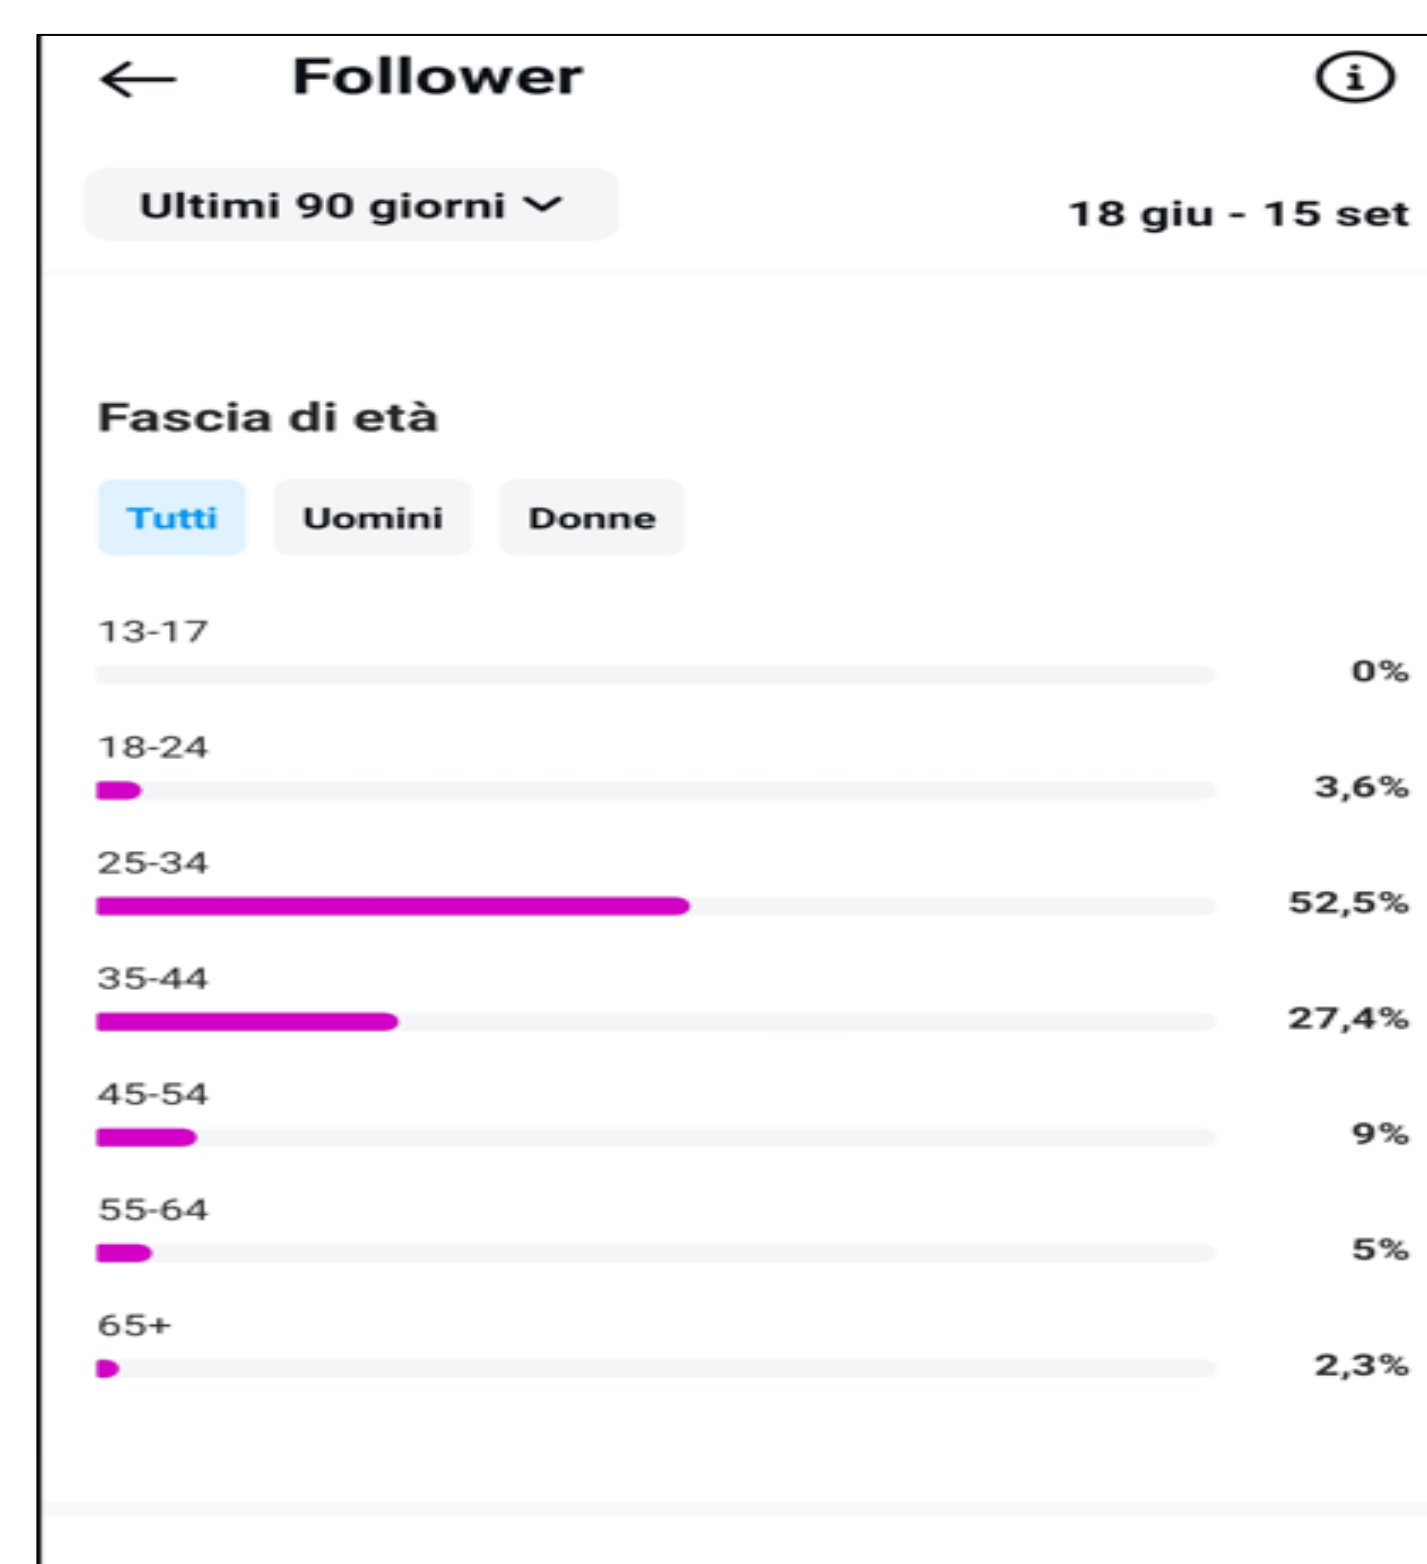 Follower
Ultimi 90 giorni
18 giu - 15 set
Fascia di età
Tutti Uomini Donne
13-17
0%
18-24
3,6%
25-34
52,5%
35-44
27,4%
45-54
9%
55-64
5%
65+
2,3%